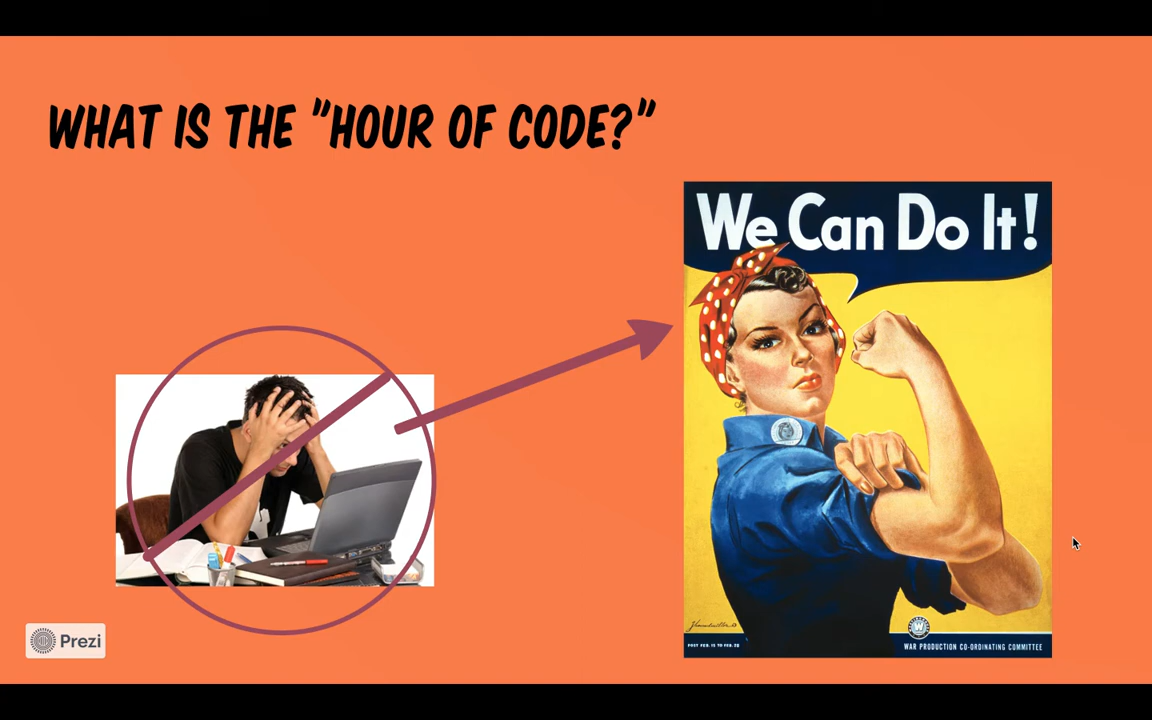 WHAT IS THE "HOUR OF CODE?"
We Can Do It!
POST FEB. 15 TO FEB. 28
WAR PRODUCTION CO-ORDINATING COMMITTEE
Prezi